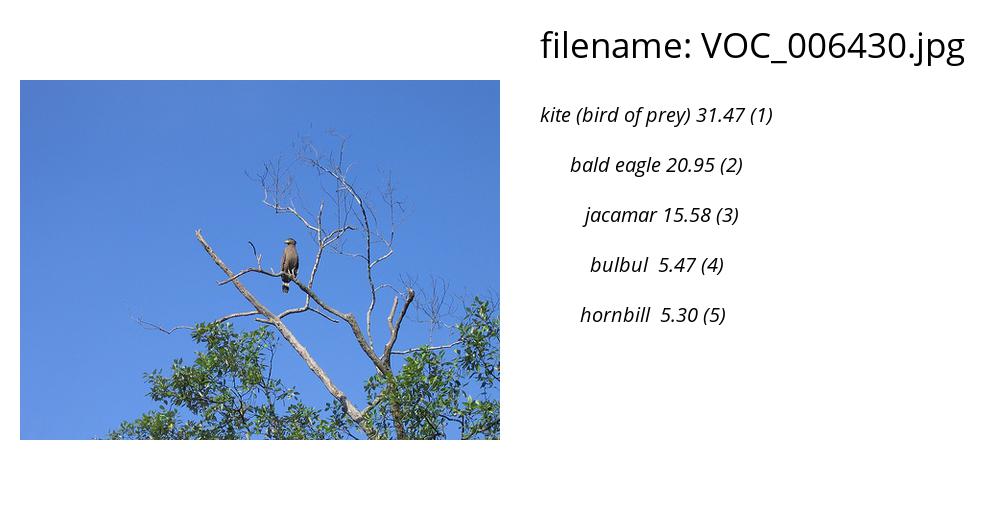 filename: VOC_006430.jpg
kite (bird of prey) 31.47 (1)
bald eagle 20.95 (2)
jacamar 15.58 (3)
bulbul  5.47 (4)
hornbill  5.30 (5)